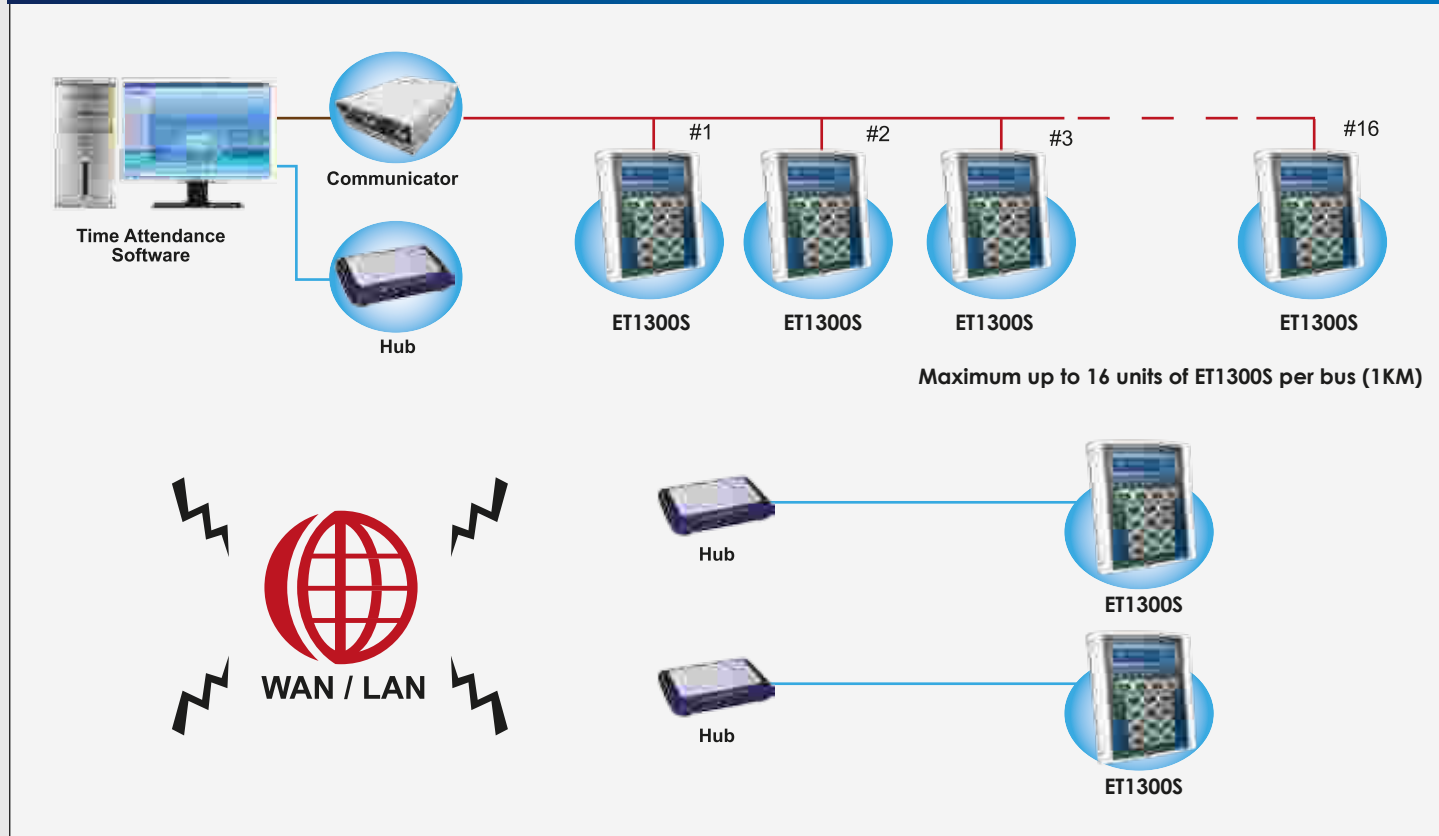 #1
#2
#3
#16
Communicator
Time Attendance
Software
Hub
ET1300S
ET1300S
ET1300S
ET1300S
Maximum up to 16 units of ET1300S per bus (1KM)
Hub
ET1300S
WAN / LAN
Hub
ET1300S